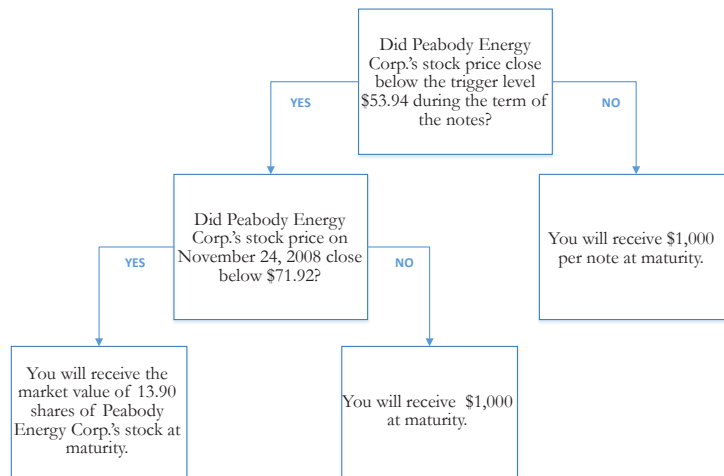 Did Peabody Energy
Corp.'s stock price close
below the trigger level
$53.94 during the term of
the notes?
YES
NO
Did Peabody Energy
Corp.'s stock price on
November 24, 2008 close
below $71.92?
You will receive $1,000
per note at maturity.
YES
NO
You will receive the
market value of 13.90
shares of Peabody
Energy Corp.'s stock at
maturity.
You will receive $1,000
at maturity.